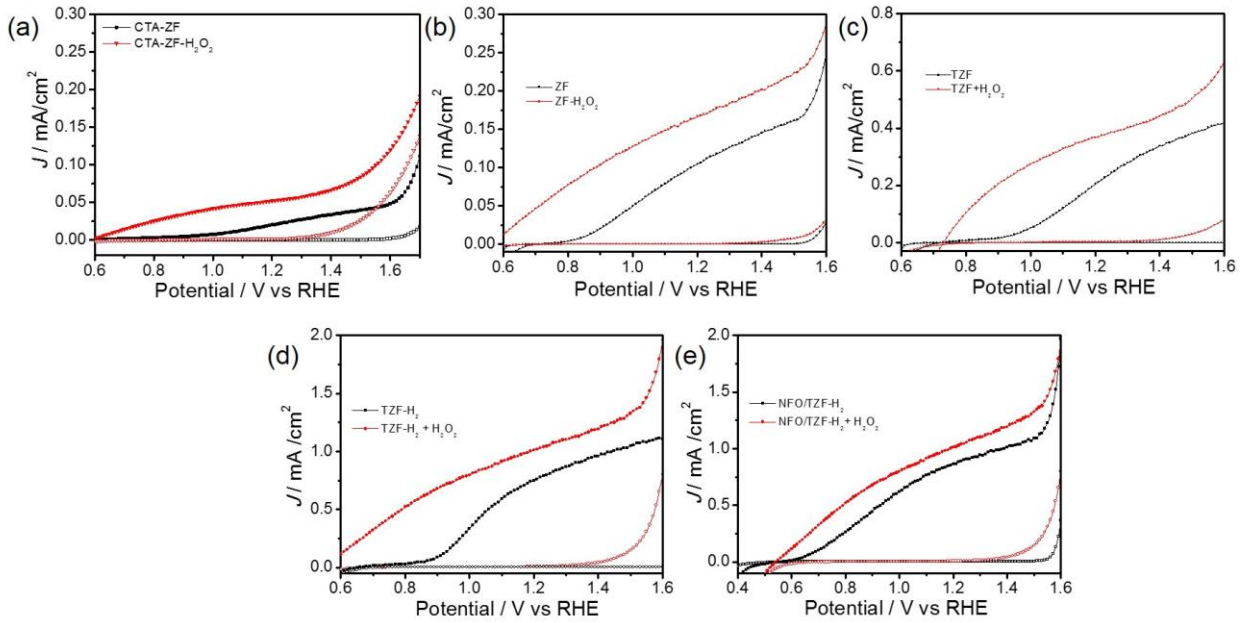 (a)
CTA-ZF
CTA-ZF-H₂O₂
J / mA/cm²
0.30
0.25
0.20
0.15
0.10
0.05
0.00
0.6 0.8 1.0 1.2 1.4 1.6
Potential / V vs RHE
(b)
ZF
ZF-H₂O₂
J / mA/cm²
0.30
0.25
0.20
0.15
0.10
0.05
0.00
0.6 0.8 1.0 1.2 1.4 1.6
Potential / V vs RHE
(c)
TZF
TZF+H₂O₂
J / mA/cm²
0.8
0.6
0.4
0.2
0.0
0.6 0.8 1.0 1.2 1.4 1.6
Potential / V vs RHE
(d)
TZF-H₂
TZF-H₂ + H₂O₂
J / mA /cm²
2.0
1.5
1.0
0.5
0.0
0.6 0.8 1.0 1.2 1.4 1.6
Potential / V vs RHE
(e)
NFO/TZF-H₂
NFO/TZF-H₂+ H₂O₂
J / mA /cm²
2.0
1.5
1.0
0.5
0.0
0.4 0.6 0.8 1.0 1.2 1.4 1.6
Potential / V vs RHE